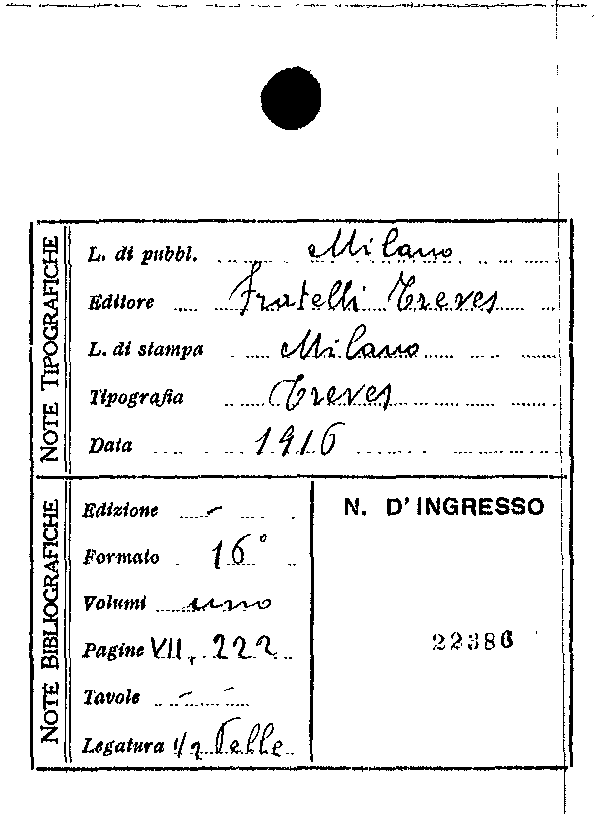 NOTE TIPOGRAFICHE
L. di pubbl. Milano
Editore Fratelli Treves
L. di stampa Milano
Tipografia Treves
Data 1916
NOTE BIBLIOGRAFICHE
Edizione -
Formato 16°
Volumi uno
Pagine VII, 222
Tavole - -
Legatura 1/2 Pelle
N. D'INGRESSO
22386